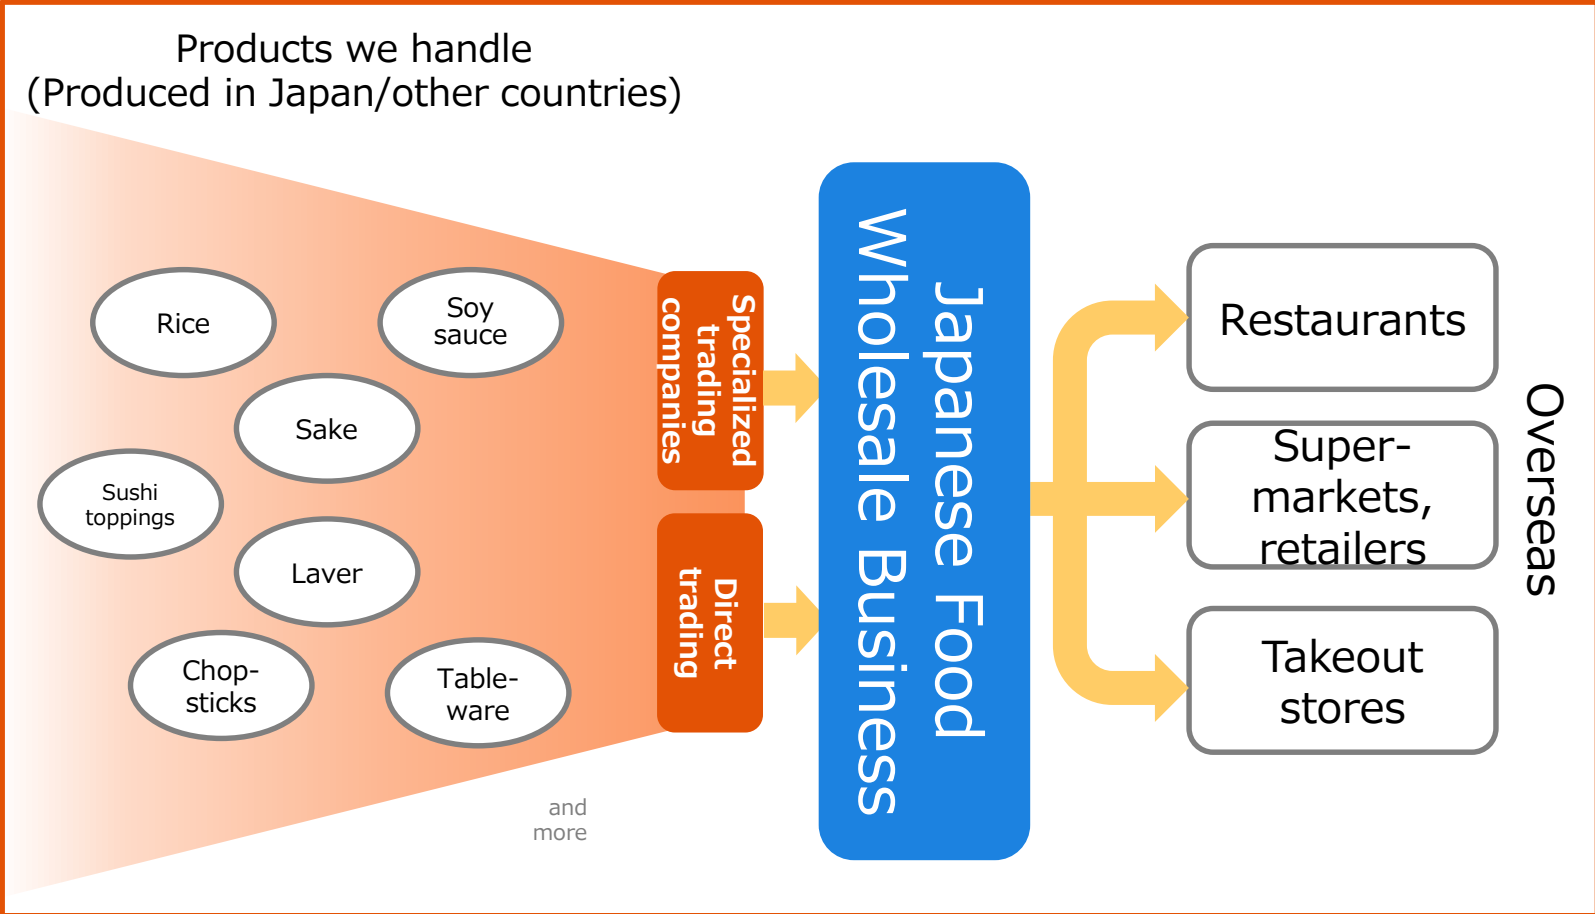 Products we handle
(Produced in Japan/other countries)
Rice
Soy
sauce
Sake
Sushi
toppings
Laver
Chop-
sticks
Table-
ware
and
more
Specialized
trading
companies
Direct
trading
Japanese Food
Wholesale Business
Restaurants
Super-
markets,
retailers
Takeout
stores
Overseas